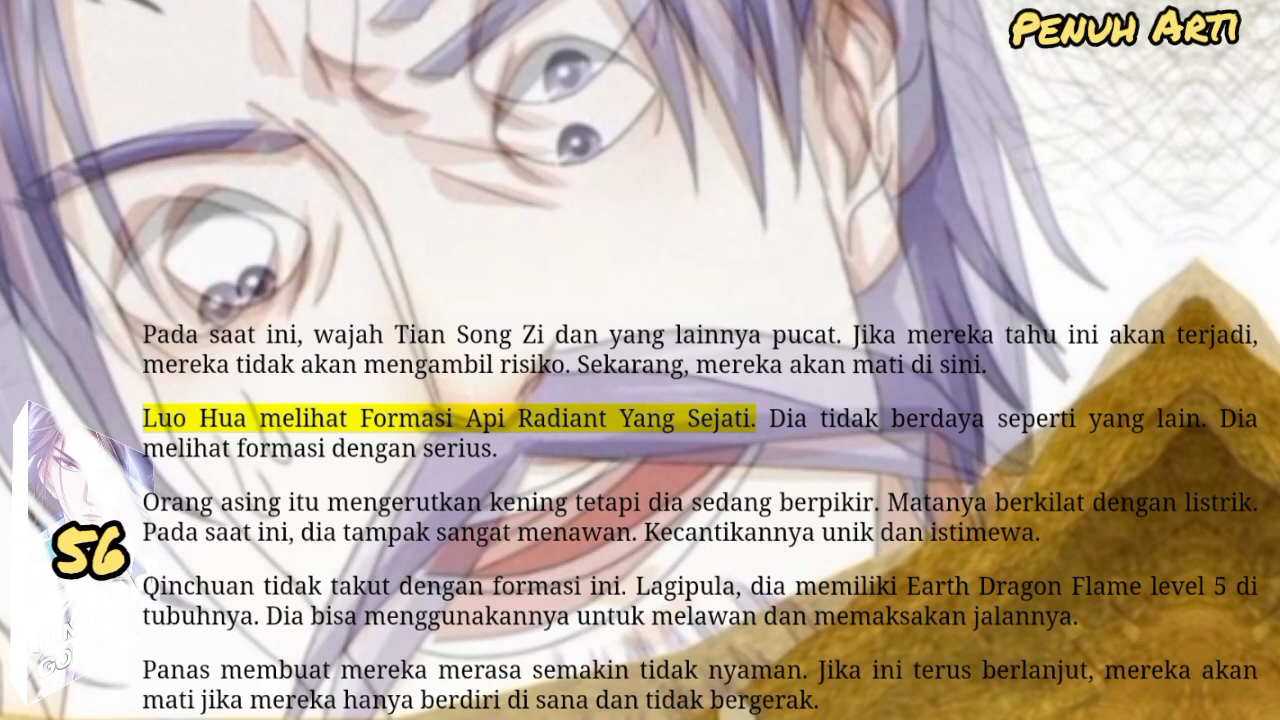 Penuh Arti
Pada saat ini, wajah Tian Song Zi dan yang lainnya pucat. Jika mereka tahu ini akan terjadi,
mereka tidak akan mengambil risiko. Sekarang, mereka akan mati di sini.
Luo Hua melihat Formasi Api Radiant Yang Sejati. Dia tidak berdaya seperti yang lain. Dia
melihat formasi dengan serius.
Orang asing itu mengerutkan kening tetapi dia sedang berpikir. Matanya berkilat dengan listrik.
Pada saat ini, dia tampak sangat menawan. Kecantikannya unik dan istimewa.
56
Qinchuan tidak takut dengan formasi ini. Lagipula, dia memiliki Earth Dragon Flame level 5 di
tubuhnya. Dia bisa menggunakannya untuk melawan dan memaksakan jalannya.
Panas membuat mereka merasa semakin tidak nyaman. Jika ini terus berlanjut, mereka akan
mati jika mereka hanya berdiri di sana dan tidak bergerak.